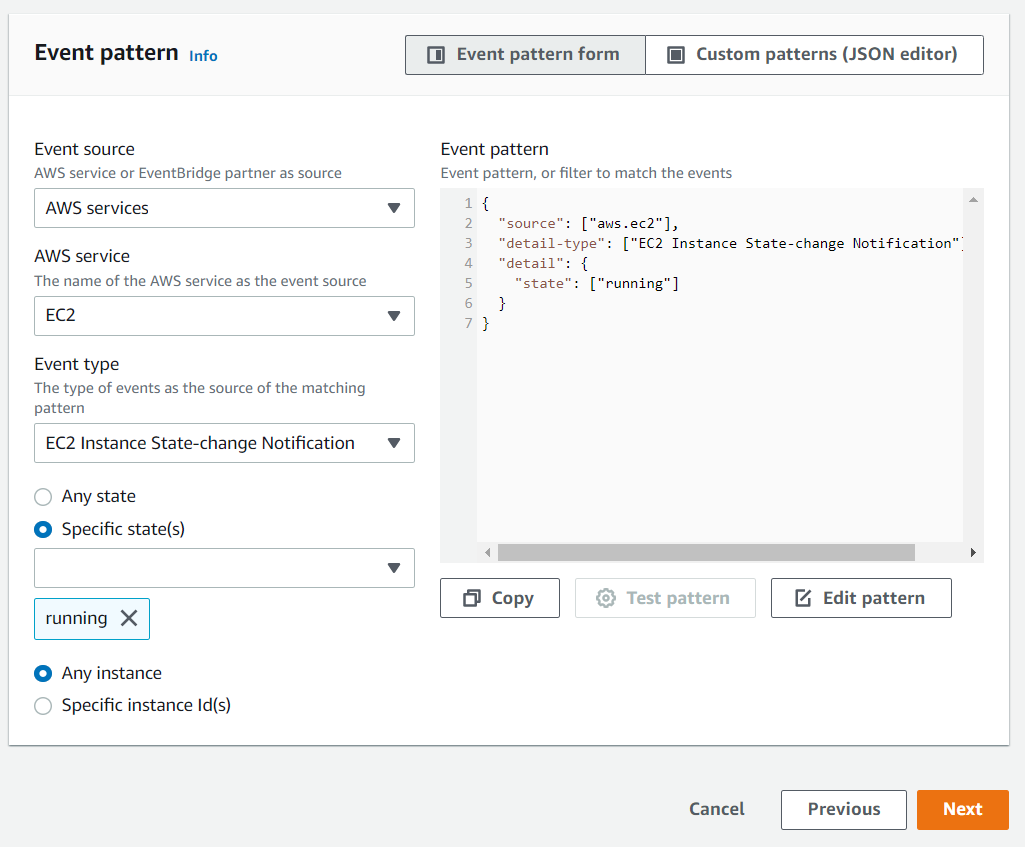 Event pattern Info
Event pattern form
Custom patterns (JSON editor)
Event source
AWS service or EventBridge partner as source
AWS services
AWS service
The name of the AWS service as the event source
EC2
Event type
The type of events as the source of the matching
pattern
EC2 Instance State-change Notification
Any state
Specific state(s)
running
Any instance
Specific instance Id(s)
Event pattern
Event pattern, or filter to match the events
1 {
2 "source": ["aws.ec2"],
3 "detail-type": ["EC2 Instance State-change Notification"]
4 "detail": {
5 "state": ["running"]
6 }
7 }
Copy
Test pattern
Edit pattern
Cancel
Previous
Next